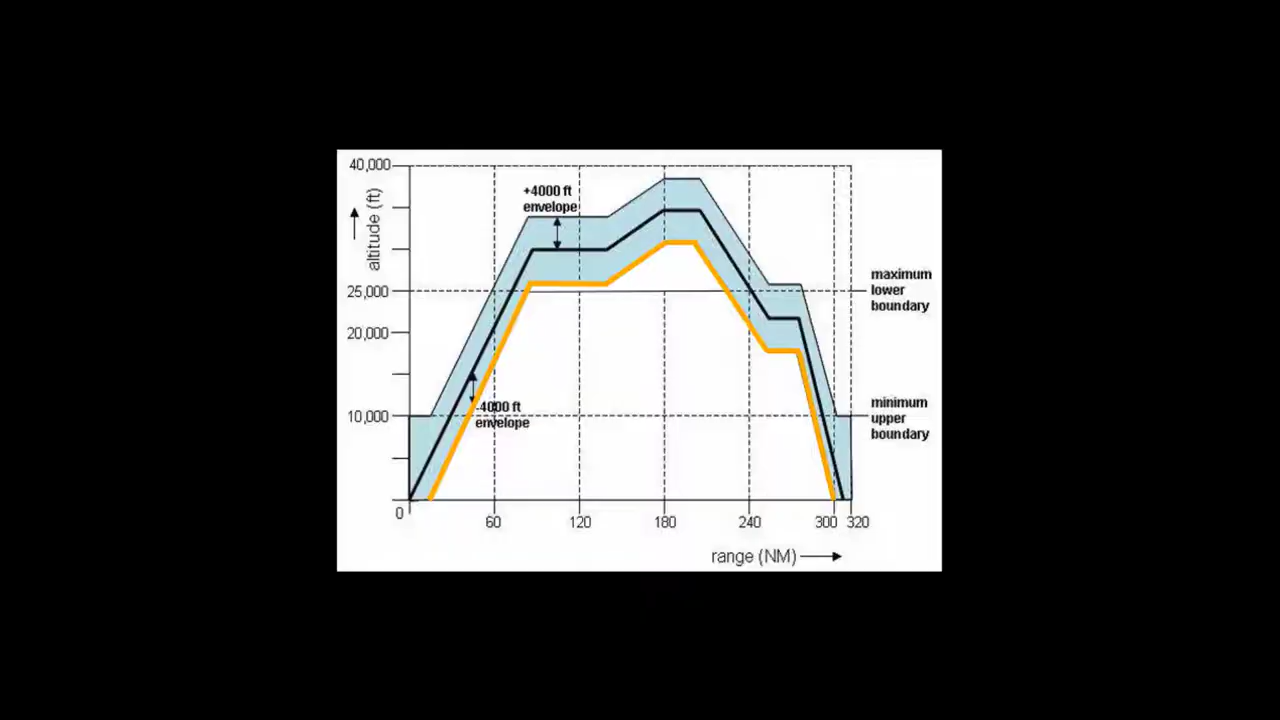 40,000
altitude (ft)
+4000 ft
envelope
25,000
20,000
10,000
-4000 ft
envelope
maximum
lower
boundary
minimum
upper
boundary
0
60
120
180
240
300
320
range (NM)